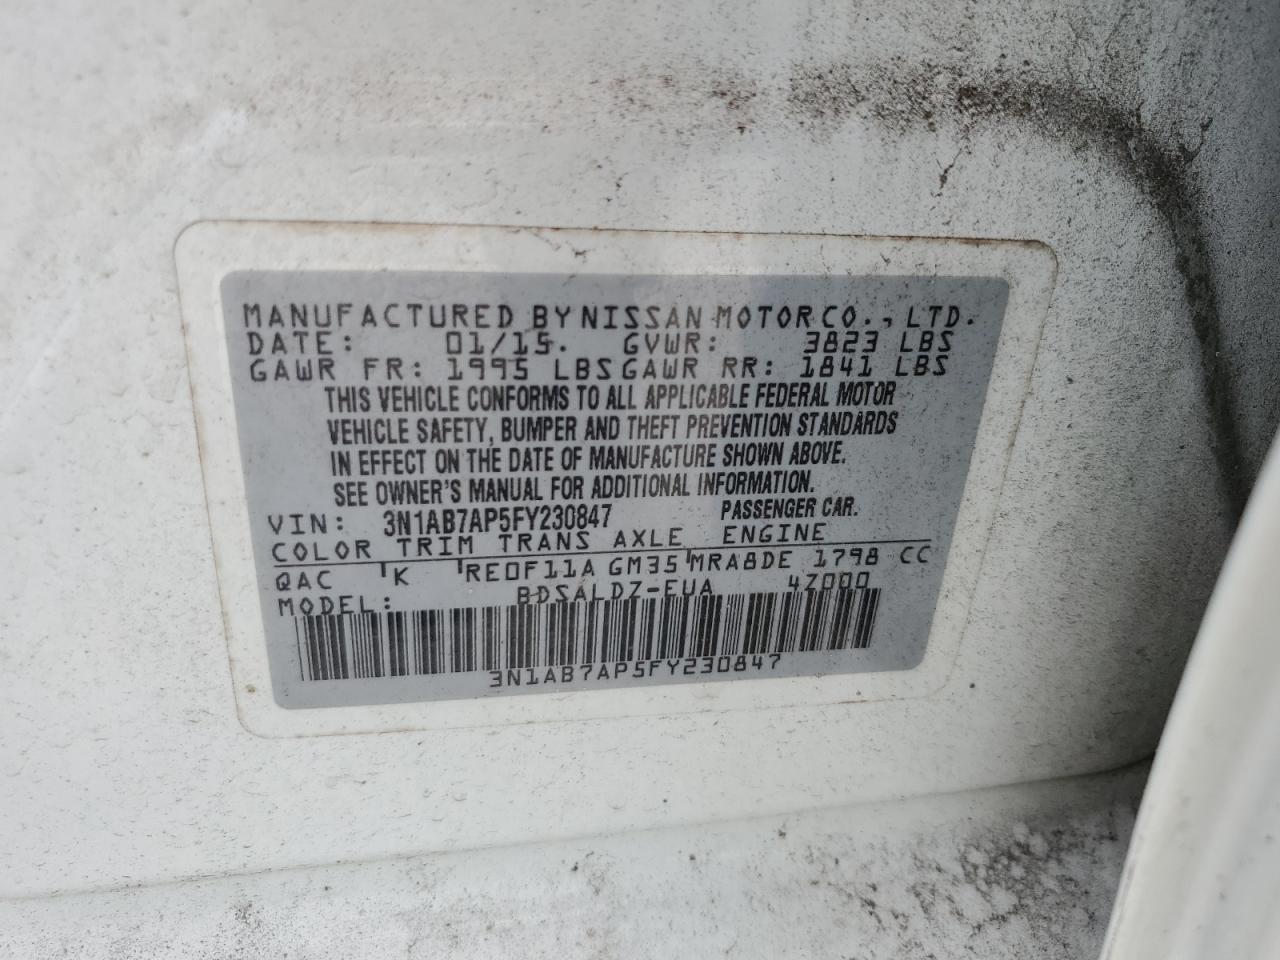 MANUFACTURED BY NISSAN MOTOR CO., LTD.
DATE: 01/15. GVWR: 3823 LBS
GAWR FR: 1995 LBS GAWR RR: 1841 LBS
THIS VEHICLE CONFORMS TO ALL APPLICABLE FEDERAL MOTOR
VEHICLE SAFETY, BUMPER AND THEFT PREVENTION STANDARDS
IN EFFECT ON THE DATE OF MANUFACTURE SHOWN ABOVE.
SEE OWNER'S MANUAL FOR ADDITIONAL INFORMATION.
VIN: 3N1AB7AP5FY230847 PASSENGER CAR.
COLOR TRIM TRANS AXLE ENGINE
QAC K RE0F11A GM35 MRA8DE 1798 CC
MODEL: BDSALDZ-EUA 4Z000
3N1AB7AP5FY230847